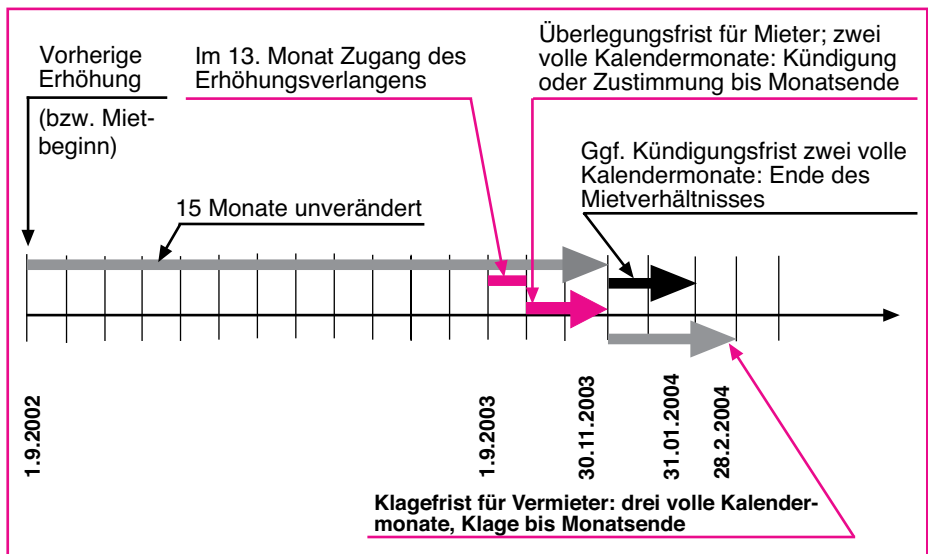 Vorherige
Erhöhung
(bzw. Miet-
beginn)
Im 13. Monat Zugang des
Erhöhungsverlangens
Überlegungsfrist für Mieter; zwei
volle Kalendermonate: Kündigung
oder Zustimmung bis Monatsende
Ggf. Kündigungsfrist zwei volle
Kalendermonate: Ende des
Mietverhältnisses
15 Monate unverändert
1.9.2002
1.9.2003
30.11.2003
31.01.2004
28.2.2004
Klagefrist für Vermieter: drei volle Kalender-
monate, Klage bis Monatsende